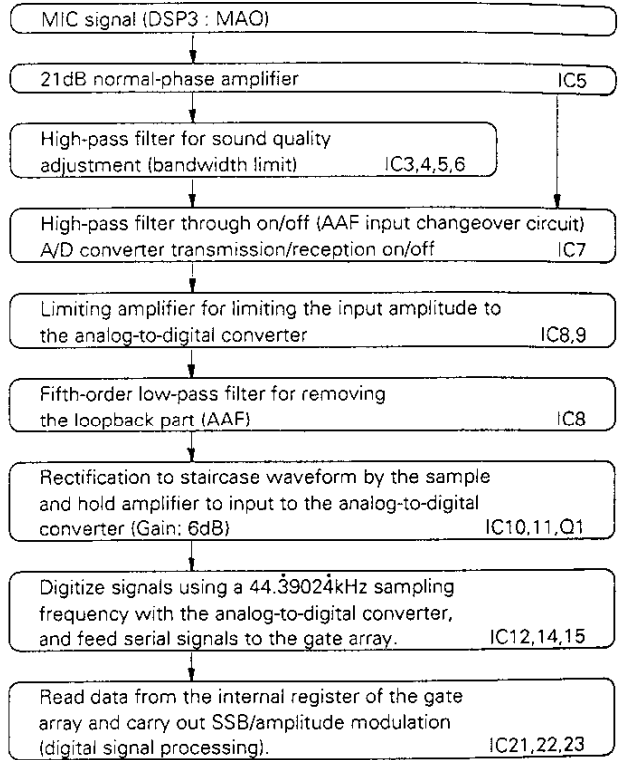 MIC signal (DSP3 : MAO)
21dB normal-phase amplifier IC5
High-pass filter for sound quality
adjustment (bandwidth limit) IC3,4,5,6
High-pass filter through on/off (AAF input changeover circuit)
A/D converter transmission/reception on/off IC7
Limiting amplifier for limiting the input amplitude to
the analog-to-digital converter IC8,9
Fifth-order low-pass filter for removing
the loopback part (AAF) IC8
Rectification to staircase waveform by the sample
and hold amplifier to input to the analog-to-digital
converter (Gain: 6dB) IC10,11,Q1
Digitize signals using a 44.3̇9024̇kHz sampling
frequency with the analog-to-digital converter,
and feed serial signals to the gate array. IC12,14,15
Read data from the internal register of the gate
array and carry out SSB/amplitude modulation
(digital signal processing). IC21,22,23